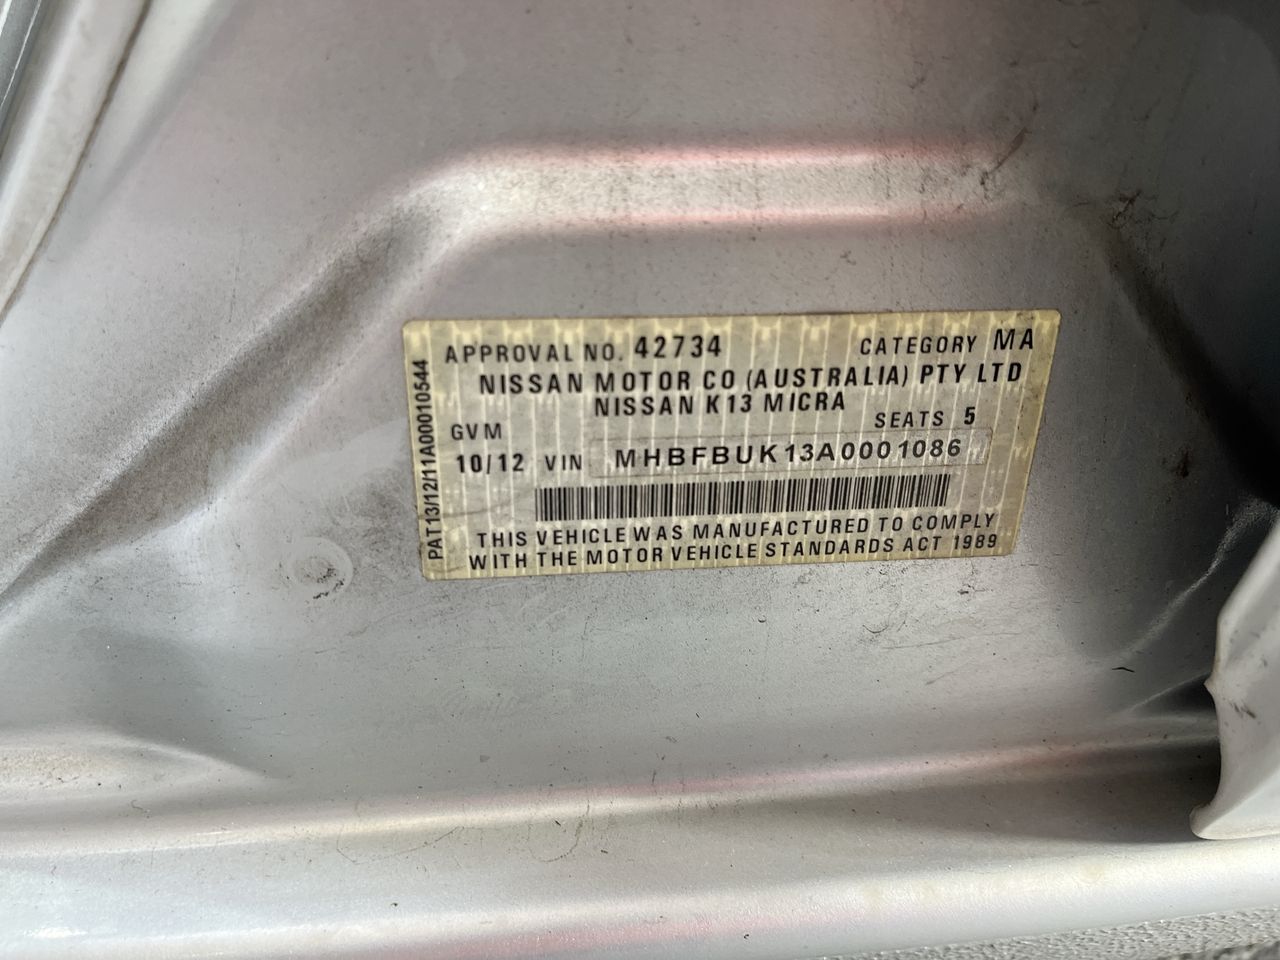 APPROVAL NO. 42734 CATEGORY MA
NISSAN MOTOR CO (AUSTRALIA) PTY LTD
NISSAN K13 MICRA
GVM SEATS 5
10/12 VIN MHBFBUK13A0001086
THIS VEHICLE WAS MANUFACTURED TO COMPLY
WITH THE MOTOR VEHICLE STANDARDS ACT 1989
PAT13/12/11A00010544